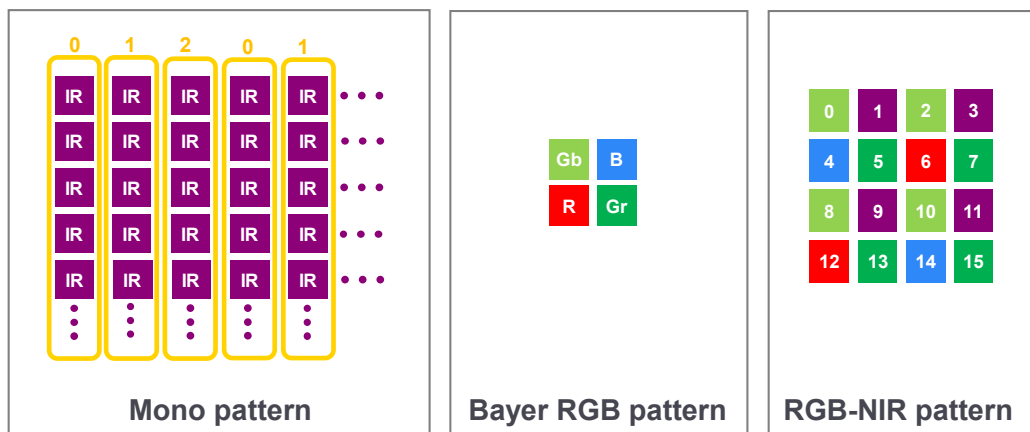 0 1 2 0 1
IR IR IR IR IR
IR IR IR IR IR
IR IR IR IR IR
IR IR IR IR IR
IR IR IR IR IR
Mono pattern
Gb B
R Gr
Bayer RGB pattern
0 1 2 3
4 5 6 7
8 9 10 11
12 13 14 15
RGB-NIR pattern